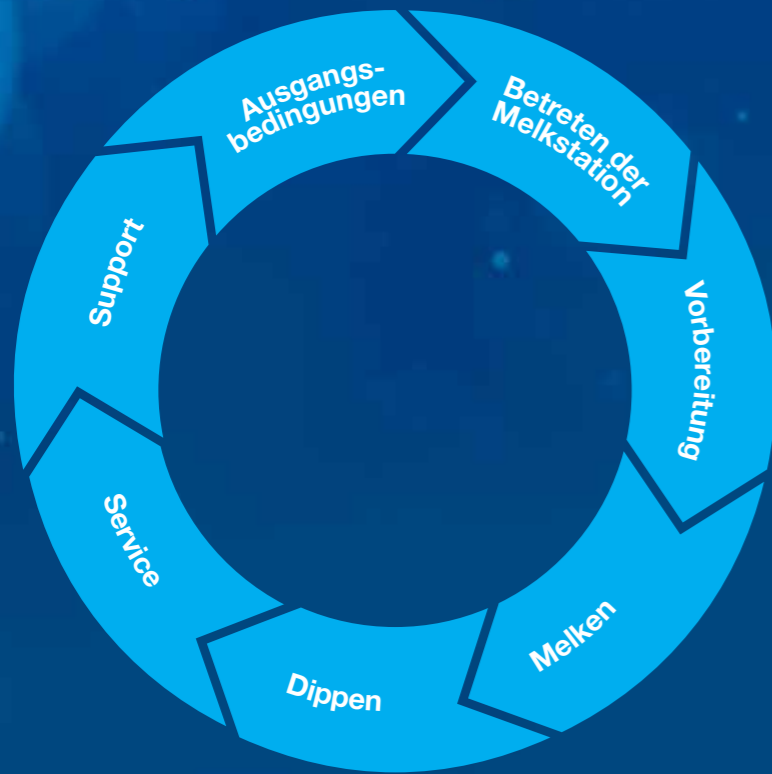 Ausgangs-
bedingungen
Betreten der
Melkstation
Vorbereitung
Melken
Dippen
Service
Support